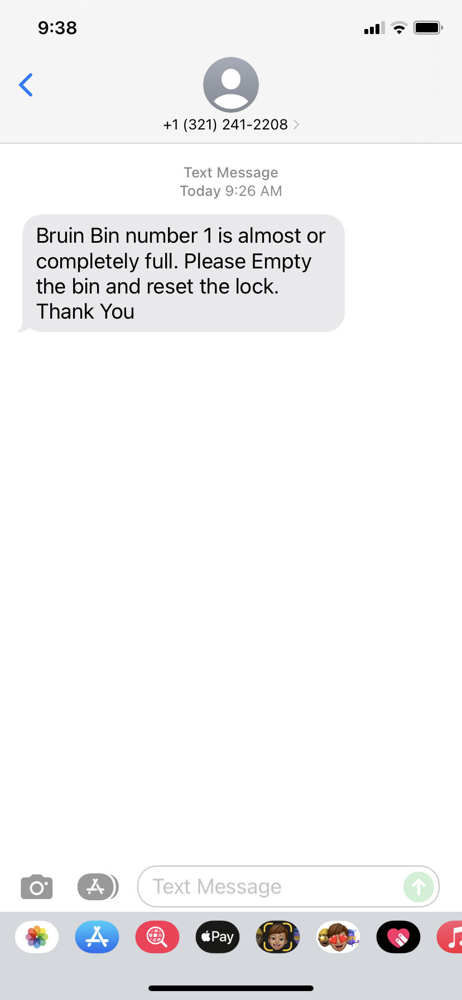 9:38
+1 (321) 241-2208
Text Message
Today 9:26 AM
Bruin Bin number 1 is almost or
completely full. Please Empty
the bin and reset the lock.
Thank You
Text Message
Pay